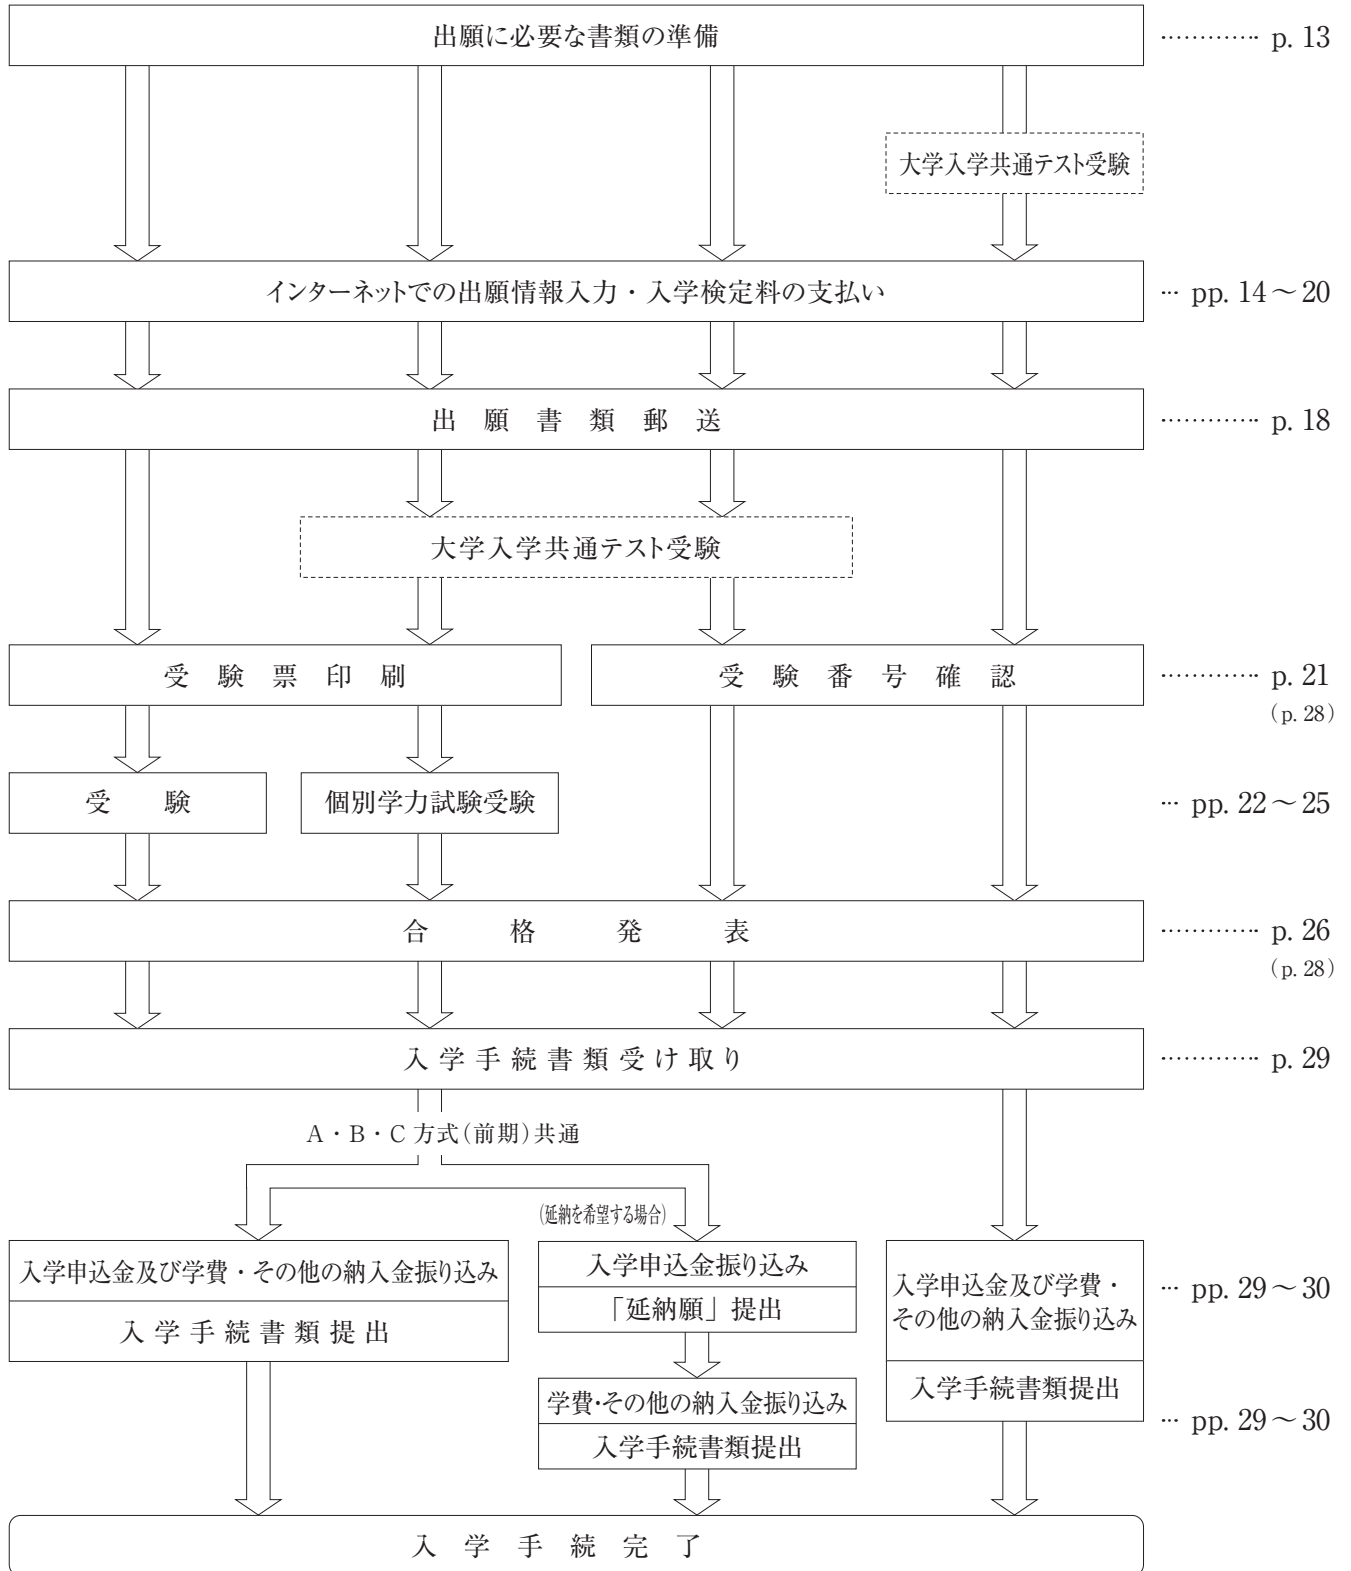 出願に必要な書類の準備
………… p. 13
大学入学共通テスト受験
インターネットでの出願情報入力・入学検定料の支払い
… pp. 14～20
出願書類郵送
………… p. 18
大学入学共通テスト受験
受験票印刷
受験番号確認
………… p. 21
(p. 28)
受験
個別学力試験受験
… pp. 22～25
合格発表
………… p. 26
(p. 28)
入学手続書類受け取り
………… p. 29
A・B・C 方式(前期)共通
(延納を希望する場合)
入学申込金及び学費・その他の納入金振り込み
入学手続書類提出
入学申込金振り込み
「延納願」提出
入学申込金及び学費・
その他の納入金振り込み
入学手続書類提出
… pp. 29～30
学費・その他の納入金振り込み
入学手続書類提出
… pp. 29～30
入学手続完了